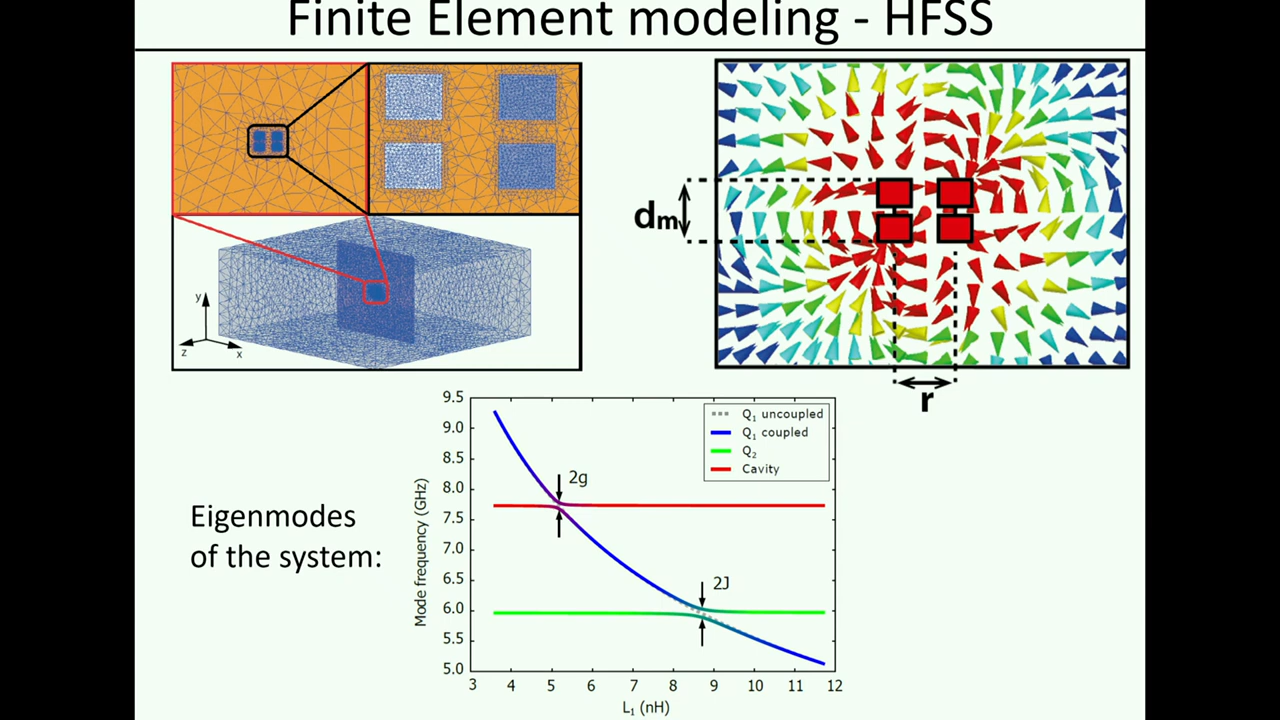 Finite Element modeling - HFSS
y
z
x
dm
r
Eigenmodes
of the system:
Mode frequency (GHz)
9.5
9.0
8.5
8.0
7.5
7.0
6.5
6.0
5.5
5.0
3 4 5 6 7 8 9 10 11 12
L₁ (nH)
2g
2J
Q₁ uncoupled
Q₁ coupled
Q₂
Cavity